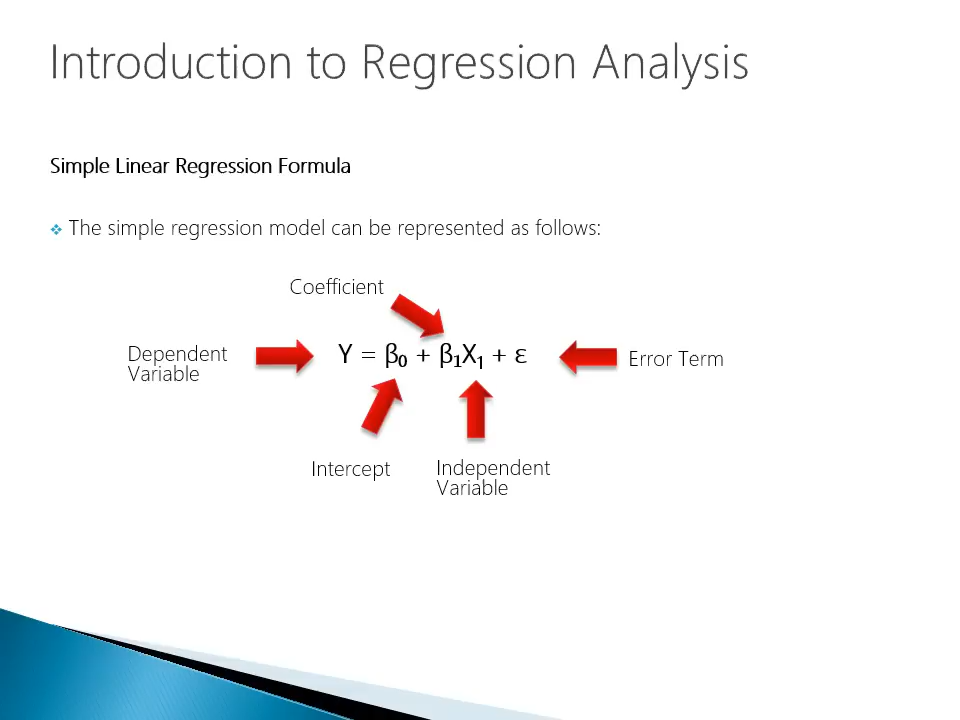 Introduction to Regression Analysis
Simple Linear Regression Formula
❖ The simple regression model can be represented as follows:
Coefficient
Dependent
Variable
Y = β₀ + β₁X₁ + ε
Error Term
Intercept
Independent
Variable